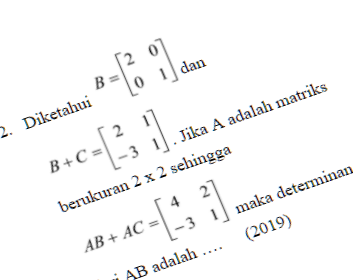 2. Diketahui B = [2 0; 0 1] dan
B + C = [2 1; −3 1]. Jika A adalah matriks
berukuran 2 x 2 sehingga
AB + AC = [4 2; −3 1] maka determinan
AB adalah .... (2019)